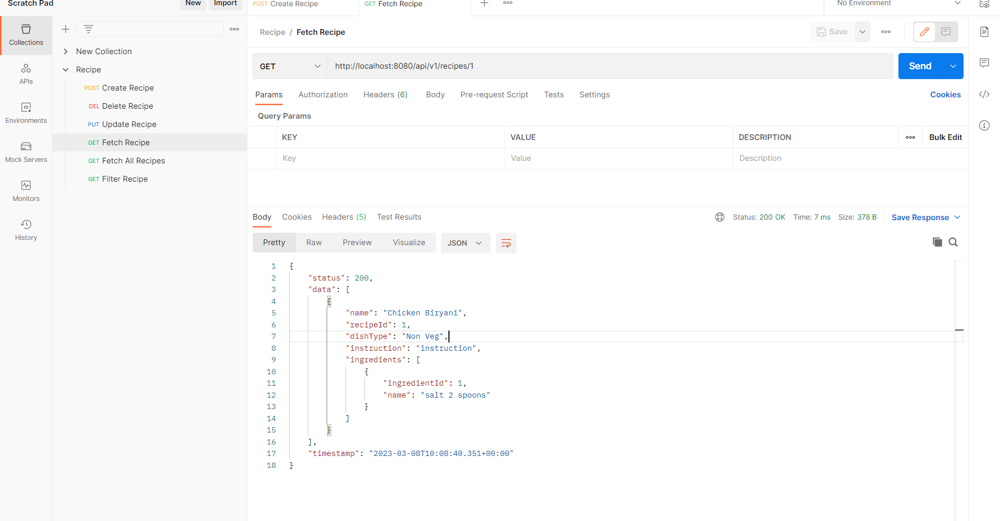 Scratch Pad
New
Import
POST Create Recipe
GET Fetch Recipe
No Environment
Collections
APIs
Environments
Mock Servers
Monitors
History
New Collection
Recipe
POST Create Recipe
DEL Delete Recipe
PUT Update Recipe
GET Fetch Recipe
GET Fetch All Recipes
GET Filter Recipe
Recipe / Fetch Recipe
Save
GET
http://localhost:8080/api/v1/recipes/1
Send
Params Authorization Headers (6) Body Pre-request Script Tests Settings Cookies
Query Params
KEY VALUE DESCRIPTION Bulk Edit
Key Value Description
Body Cookies Headers (5) Test Results Status: 200 OK Time: 7 ms Size: 378 B Save Response
Pretty Raw Preview Visualize JSON
1 {
2 "status": 200,
3 "data": [
4 {
5 "name": "Chicken Biryani",
6 "recipeId": 1,
7 "dishType": "Non Veg",
8 "instruction": "instruction",
9 "ingredients": [
10 {
11 "ingredientId": 1,
12 "name": "salt 2 spoons"
13 }
14 ]
15 }
16 ],
17 "timestamp": "2023-03-08T10:08:40.351+00:00"
18 }